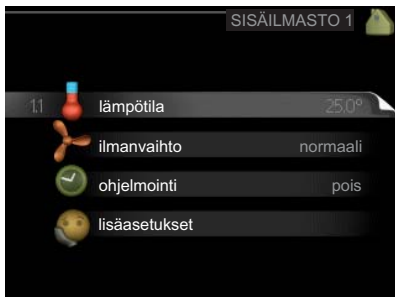 SISÄILMASTO 1
1.1 lämpötila 25.0°
ilmanvaihto normaali
ohjelmointi pois
lisäasetukset